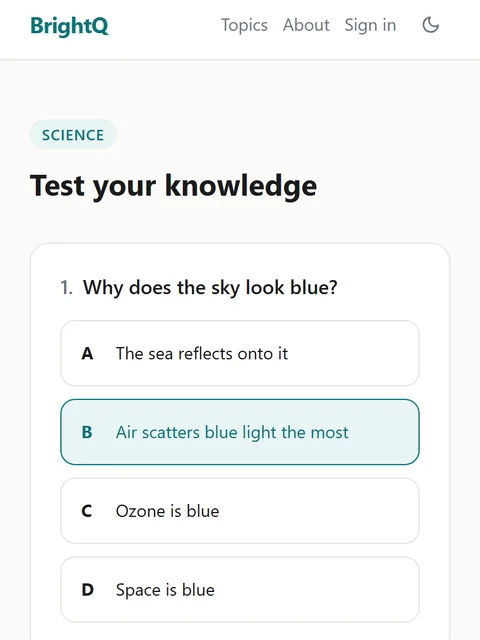 BrightQ Topics About Sign in
SCIENCE
Test your knowledge
1. Why does the sky look blue?
A The sea reflects onto it
B Air scatters blue light the most
C Ozone is blue
D Space is blue